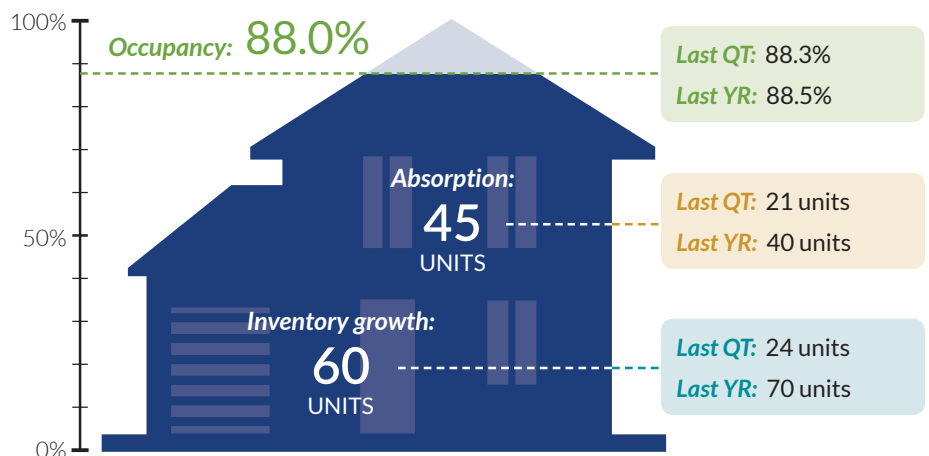 100%
Occupancy: 88.0%
Last QT: 88.3%
Last YR: 88.5%
Absorption:
45
UNITS
Last QT: 21 units
Last YR: 40 units
50%
Inventory growth:
60
UNITS
Last QT: 24 units
Last YR: 70 units
0%